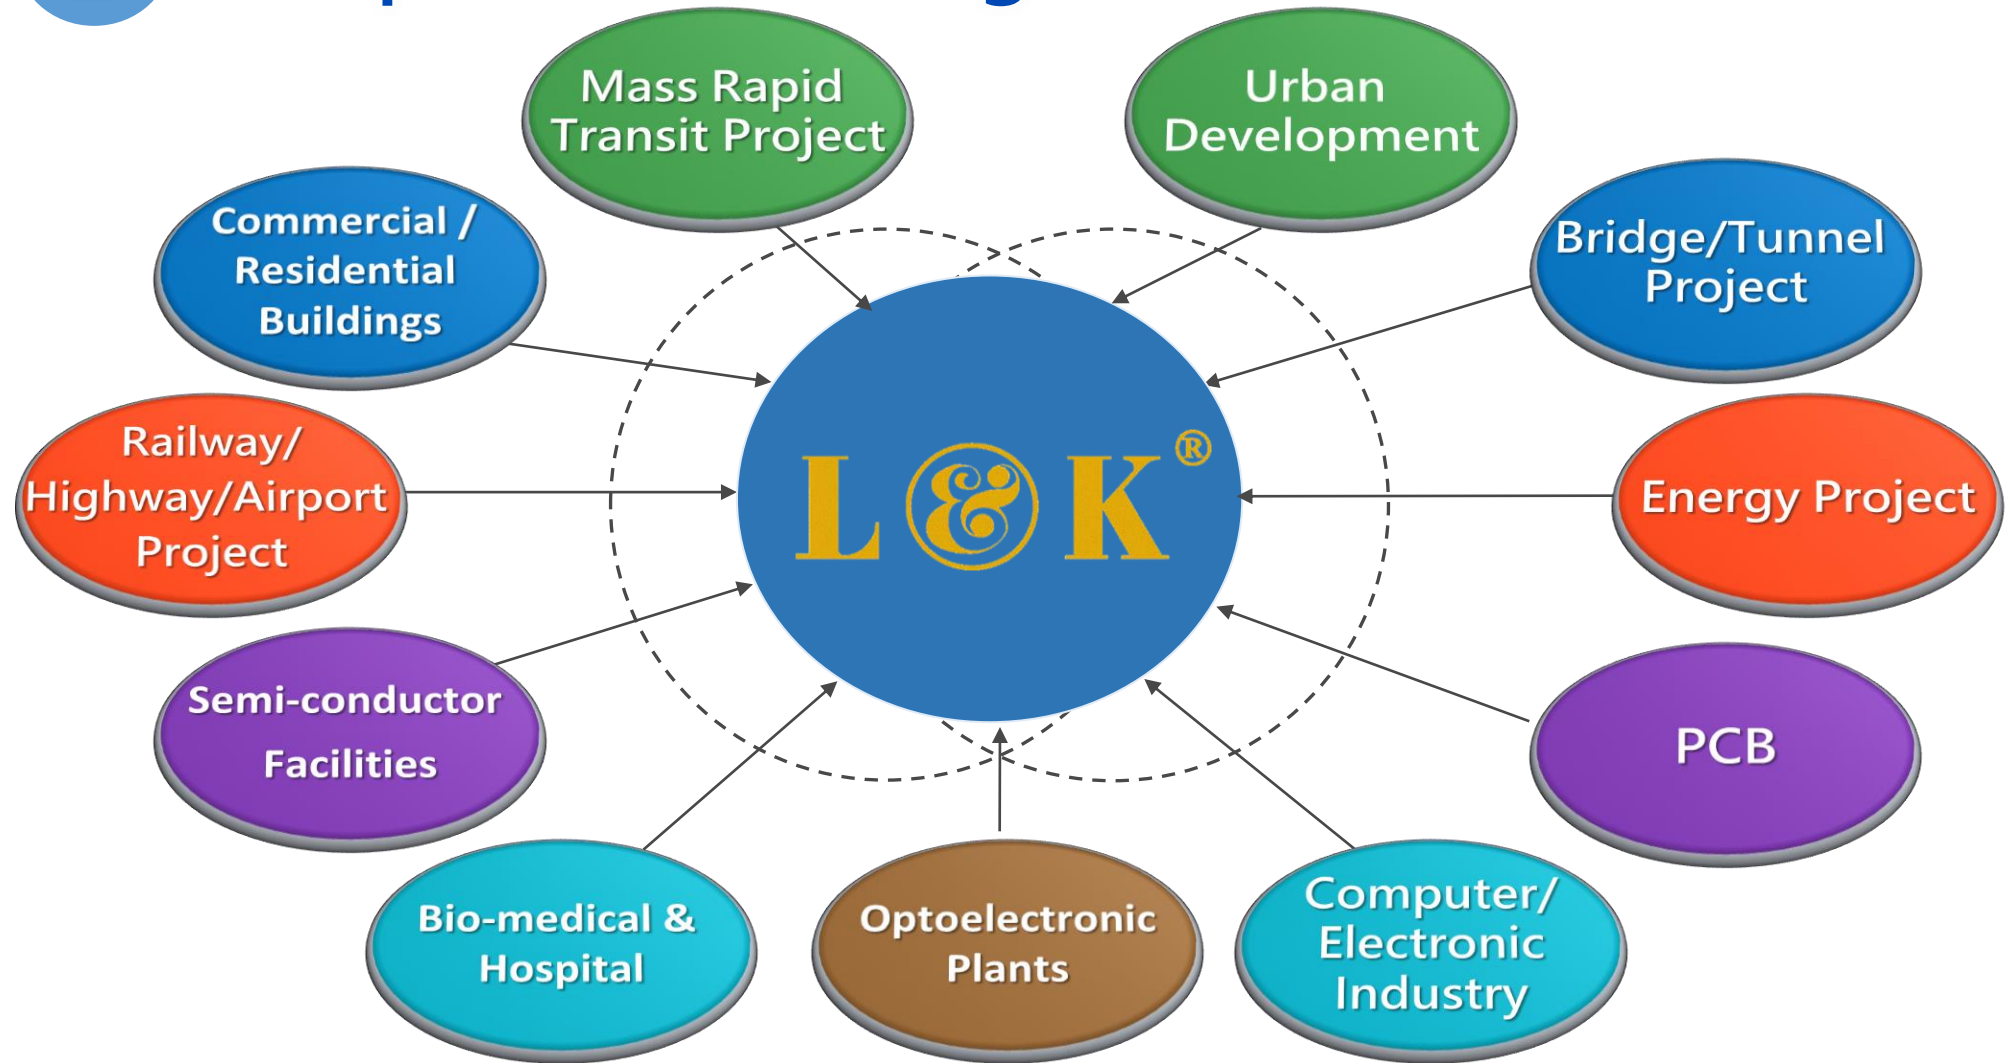 Mass Rapid
Transit Project
Urban
Development
Commercial /
Residential
Buildings
Bridge/Tunnel
Project
Railway/
Highway/Airport
Project
L & K®
Energy Project
Semi-conductor
Facilities
PCB
Bio-medical &
Hospital
Optoelectronic
Plants
Computer/
Electronic
Industry